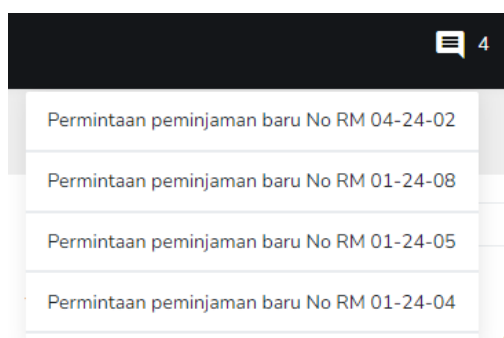 4
Permintaan peminjaman baru No RM 04-24-02
Permintaan peminjaman baru No RM 01-24-08
Permintaan peminjaman baru No RM 01-24-05
Permintaan peminjaman baru No RM 01-24-04